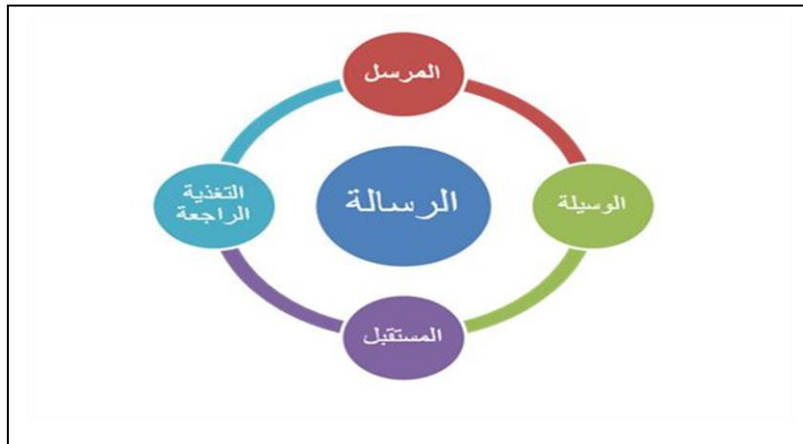 المرسل
الوسيلة
الرسالة
التغذية
الراجعة
المستقبل